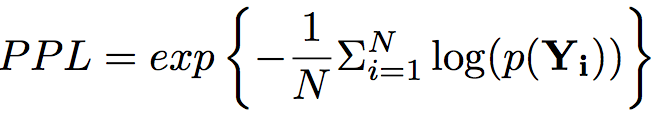 PPL = exp { − 1/N Σ_{i=1}^{N} log(p(Y_i)) }